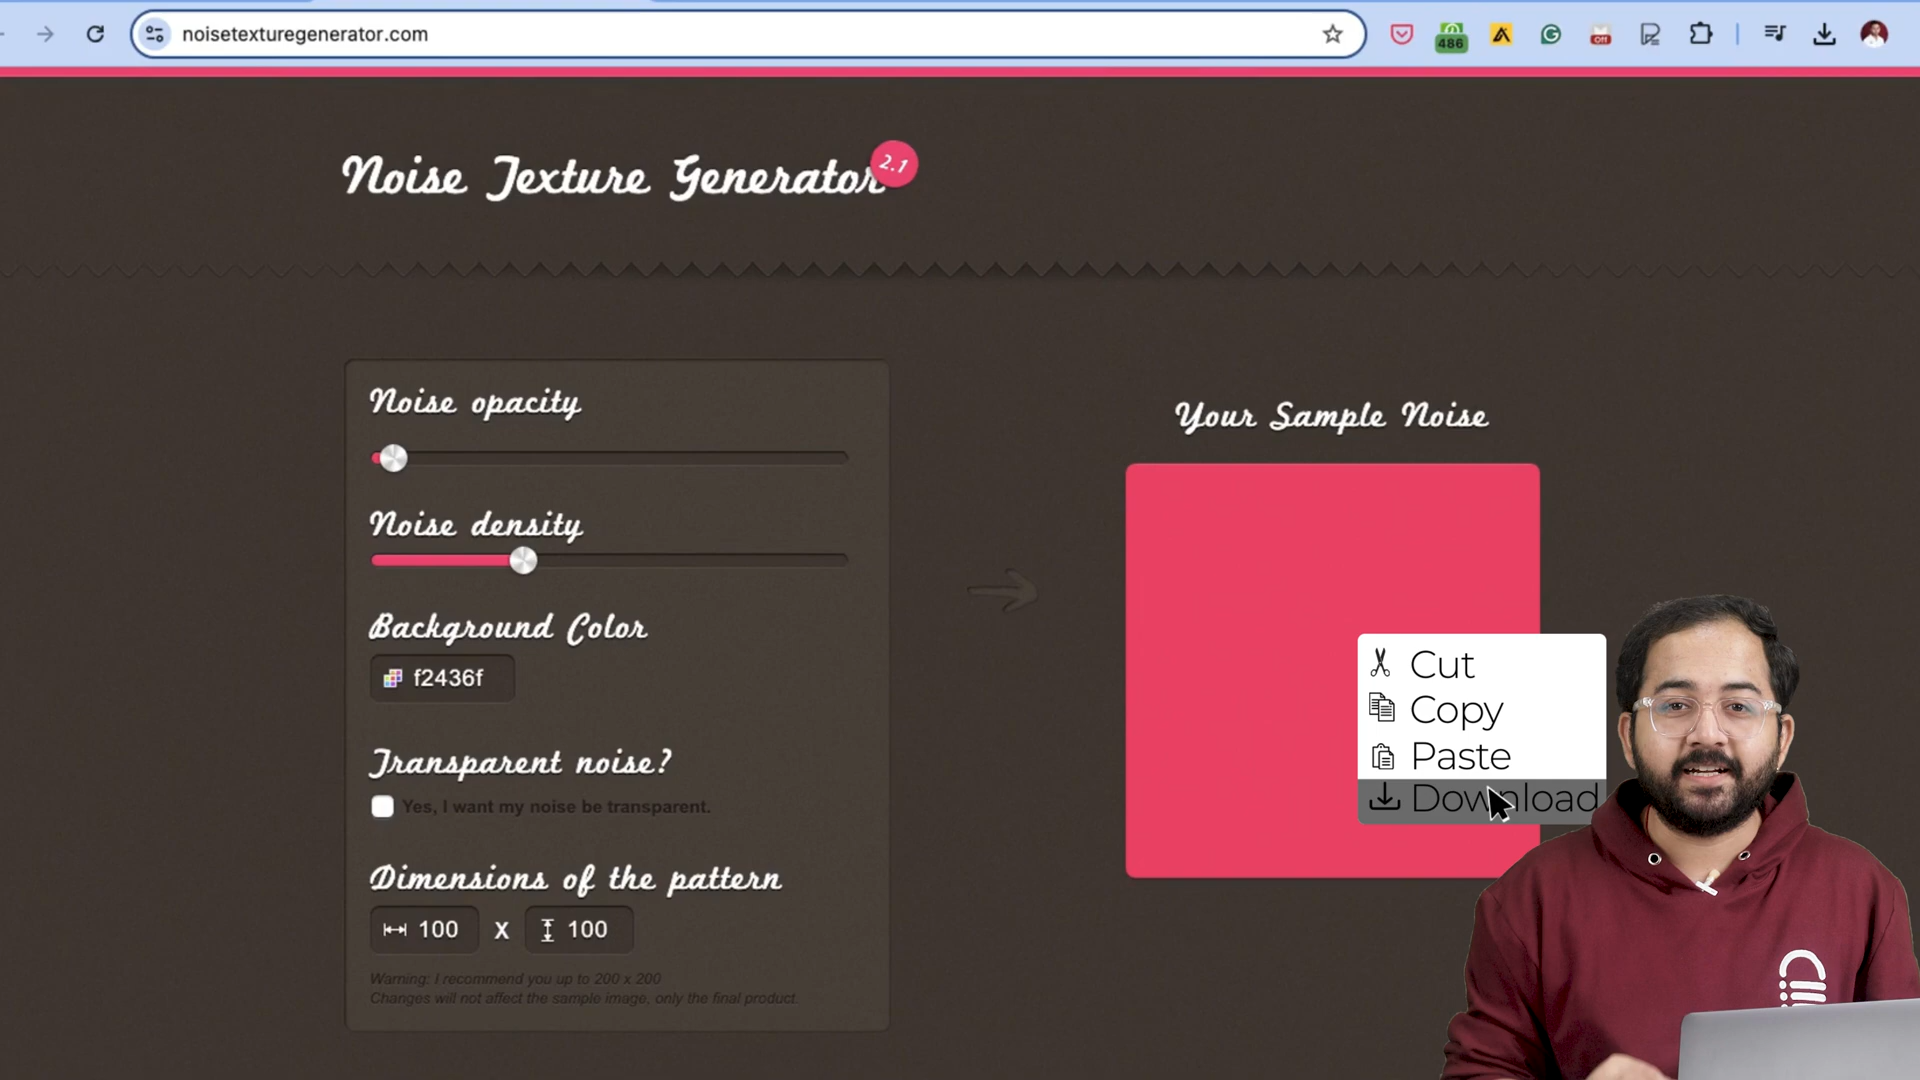 noisetexturegenerator.com
486
Off
Noise Texture Generator
2.1
Noise opacity
Your Sample Noise
Noise density
Background Color
f2436f
Cut
Copy
Paste
Download
Transparent noise?
Yes, I want my noise be transparent.
Dimensions of the pattern
100 X 100
Warning: I recommend you up to 200 x 200
Changes will not affect the sample image, only the final product.